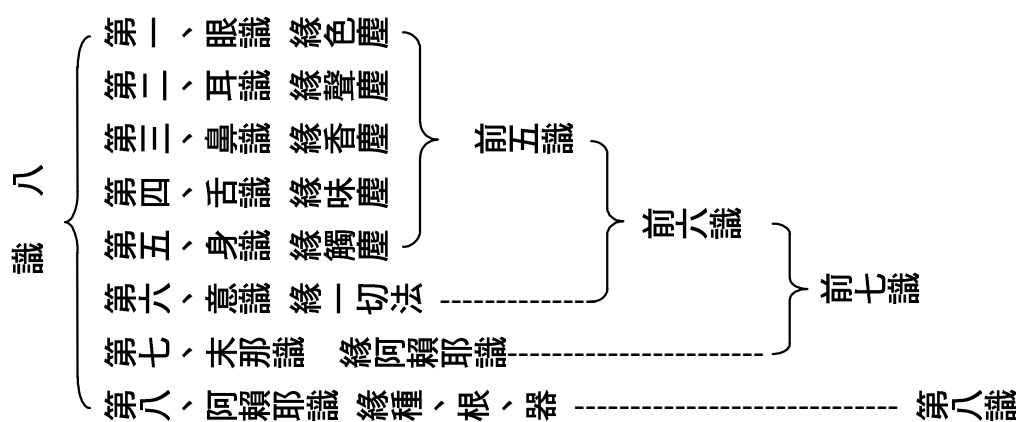 八識
第一、眼識 緣色塵
第二、耳識 緣聲塵
第三、鼻識 緣香塵
第四、舌識 緣味塵
第五、身識 緣觸塵
第六、意識 緣一切法
第七、末那識 緣阿賴耶識
第八、阿賴耶識 緣種、根、器
前五識
前六識
前七識
第八識